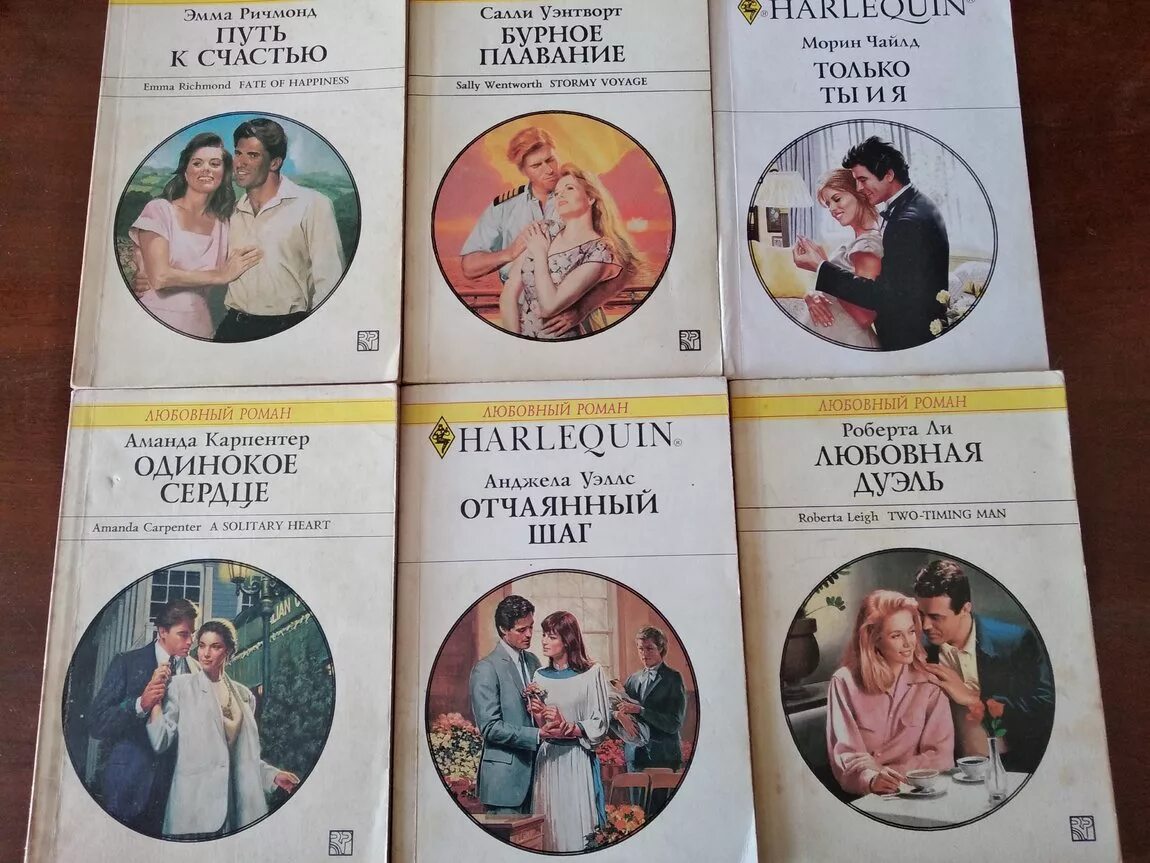 Эмма Ричмонд
ПУТЬ
К СЧАСТЬЮ
Emma Richmond FATE OF HAPPINESS
Салли Уэнтворт
БУРНОЕ
ПЛАВАНИЕ
Sally Wentworth STORMY VOYAGE
® HARLEQUIN®
Морин Чайлд
ТОЛЬКО
ТЫ И Я
ЛЮБОВНЫЙ РОМАН
Аманда Карпентер
ОДИНОКОЕ
СЕРДЦЕ
Amanda Carpenter A SOLITARY HEART
ЛЮБОВНЫЙ РОМАН
HARLEQUIN®
Анджела Уэллс
ОТЧАЯННЫЙ
ШАГ
ЛЮБОВНЫЙ РОМАН
Роберта Ли
ЛЮБОВНАЯ
ДУЭЛЬ
Roberta Leigh TWO-TIMING MAN